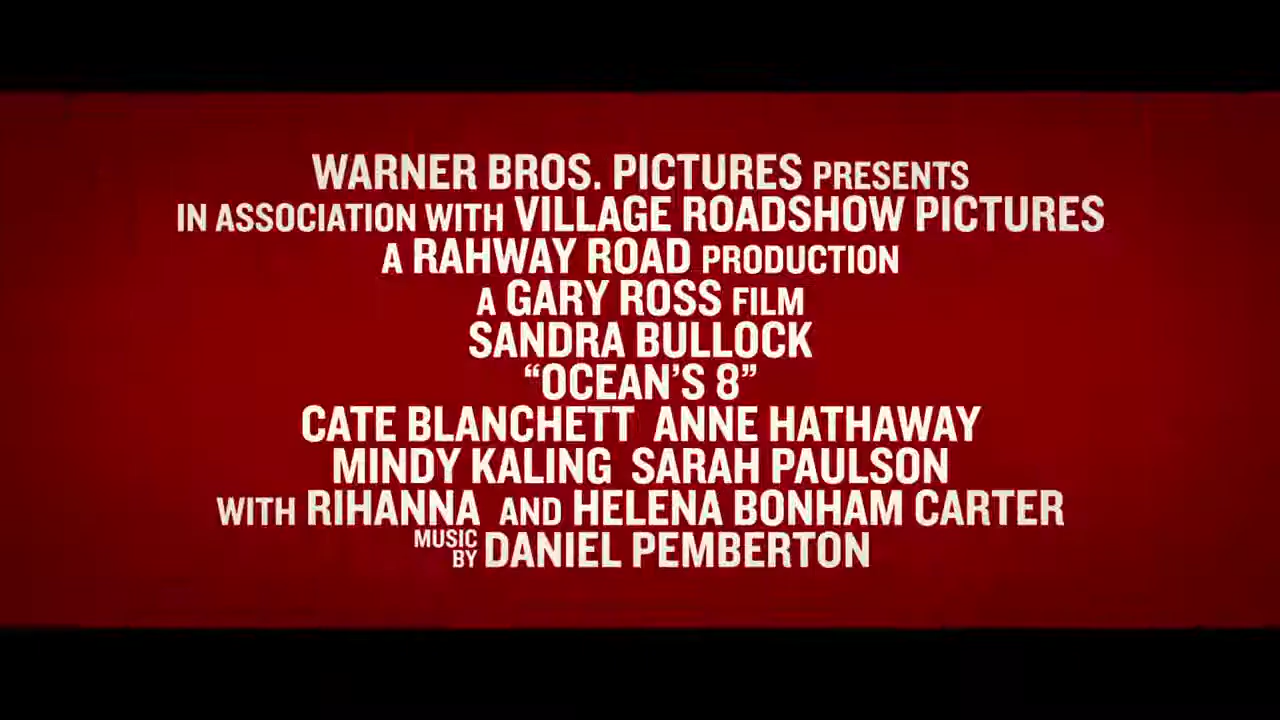 WARNER BROS. PICTURES PRESENTS
IN ASSOCIATION WITH VILLAGE ROADSHOW PICTURES
A RAHWAY ROAD PRODUCTION
A GARY ROSS FILM
SANDRA BULLOCK
“OCEAN’S 8”
CATE BLANCHETT ANNE HATHAWAY
MINDY KALING SARAH PAULSON
WITH RIHANNA AND HELENA BONHAM CARTER
MUSIC BY DANIEL PEMBERTON